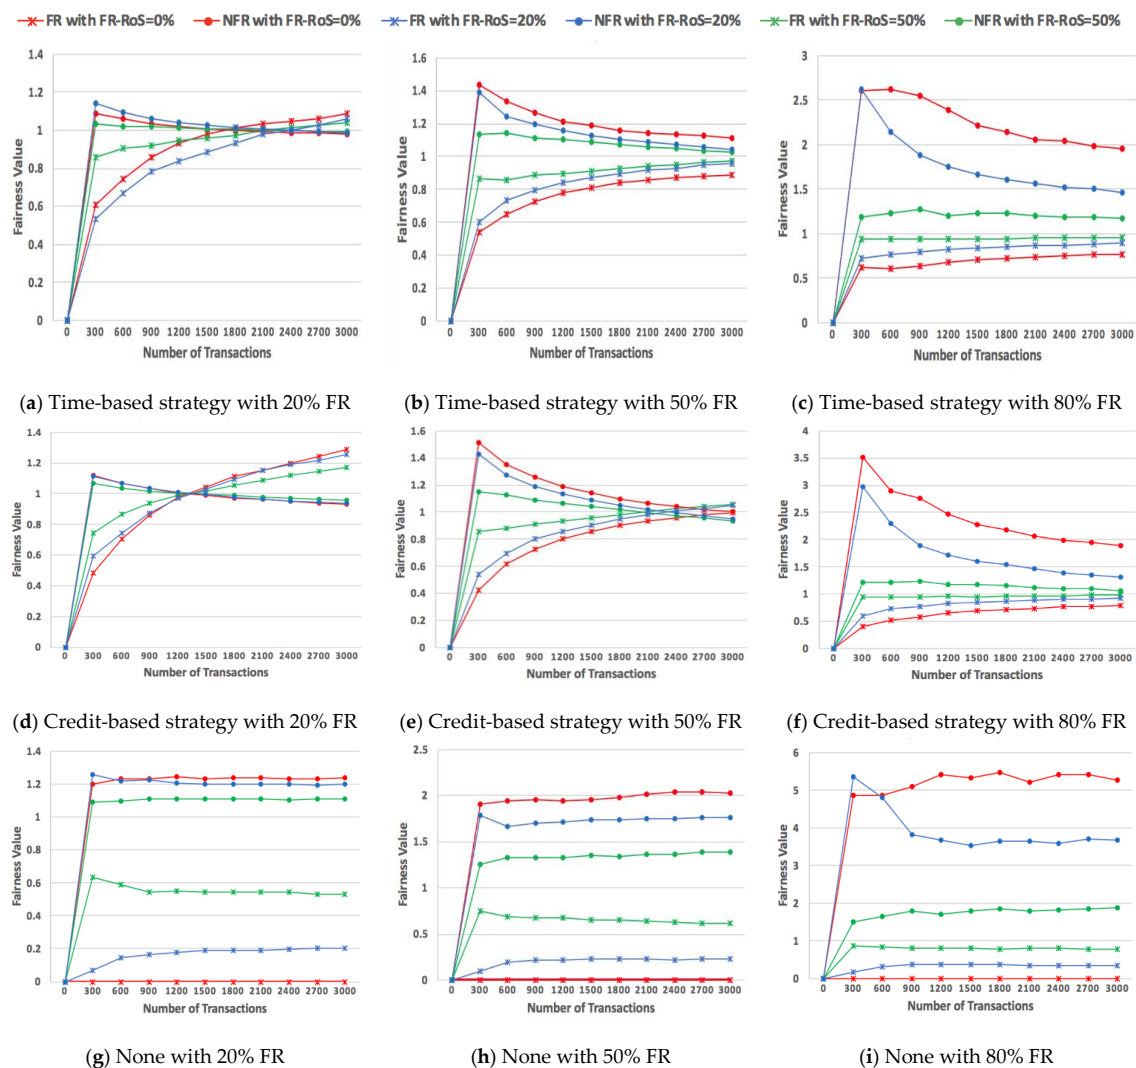 FR with FR-RoS=0% NFR with FR-RoS=0% FR with FR-RoS=20% NFR with FR-RoS=20% FR with FR-RoS=50% NFR with FR-RoS=50%
1.4
1.2
1
0.8
0.6
0.4
0.2
0
Fairness Value
0 300 600 900 1200 1500 1800 2100 2400 2700 3000
Number of Transactions
(a) Time-based strategy with 20% FR
1.6
1.4
1.2
1
0.8
0.6
0.4
0.2
0
Fairness Value
0 300 600 900 1200 1500 1800 2100 2400 2700 3000
Number of Transactions
(b) Time-based strategy with 50% FR
3
2.5
2
1.5
1
0.5
0
Fairness Value
0 300 600 900 1200 1500 1800 2100 2400 2700 3000
Number of Transactions
(c) Time-based strategy with 80% FR
1.4
1.2
1
0.8
0.6
0.4
0.2
0
Fairness Value
0 300 600 900 1200 1500 1800 2100 2400 2700 3000
Number of Transactions
(d) Credit-based strategy with 20% FR
1.6
1.4
1.2
1
0.8
0.6
0.4
0.2
0
Fairness Value
0 300 600 900 1200 1500 1800 2100 2400 2700 3000
Number of Transactions
(e) Credit-based strategy with 50% FR
4
3.5
3
2.5
2
1.5
1
0.5
0
Fairness Value
0 300 600 900 1200 1500 1800 2100 2400 2700 3000
Number of Transactions
(f) Credit-based strategy with 80% FR
1.4
1.2
1
0.8
0.6
0.4
0.2
0
Fairness Value
0 300 600 900 1200 1500 1800 2100 2400 2700 3000
Number of Transactions
(g) None with 20% FR
2.5
2
1.5
1
0.5
0
Fairness Value
0 300 600 900 1200 1500 1800 2100 2400 2700 3000
Number of Transactions
(h) None with 50% FR
6
5
4
3
2
1
0
Fairness Value
0 300 600 900 1200 1500 1800 2100 2400 2700 3000
Number of Transactions
(i) None with 80% FR